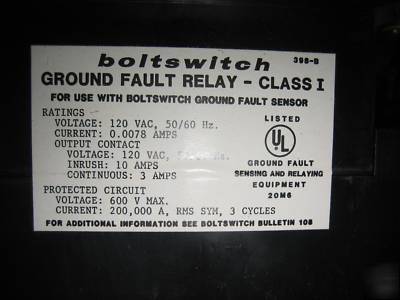 boltswitch
398-B
GROUND FAULT RELAY - CLASS I
FOR USE WITH BOLTSWITCH GROUND FAULT SENSOR
RATINGS
VOLTAGE: 120 VAC, 50/60 Hz.
CURRENT: 0.0078 AMPS
OUTPUT CONTACT
VOLTAGE: 120 VAC,
INRUSH: 10 AMPS
CONTINUOUS: 3 AMPS
PROTECTED CIRCUIT
VOLTAGE: 600 V MAX.
CURRENT: 200,000 A, RMS SYM, 3 CYCLES
LISTED
UL
GROUND FAULT
SENSING AND RELAYING
EQUIPMENT
20M6
FOR ADDITIONAL INFORMATION SEE BOLTSWITCH BULLETIN 108